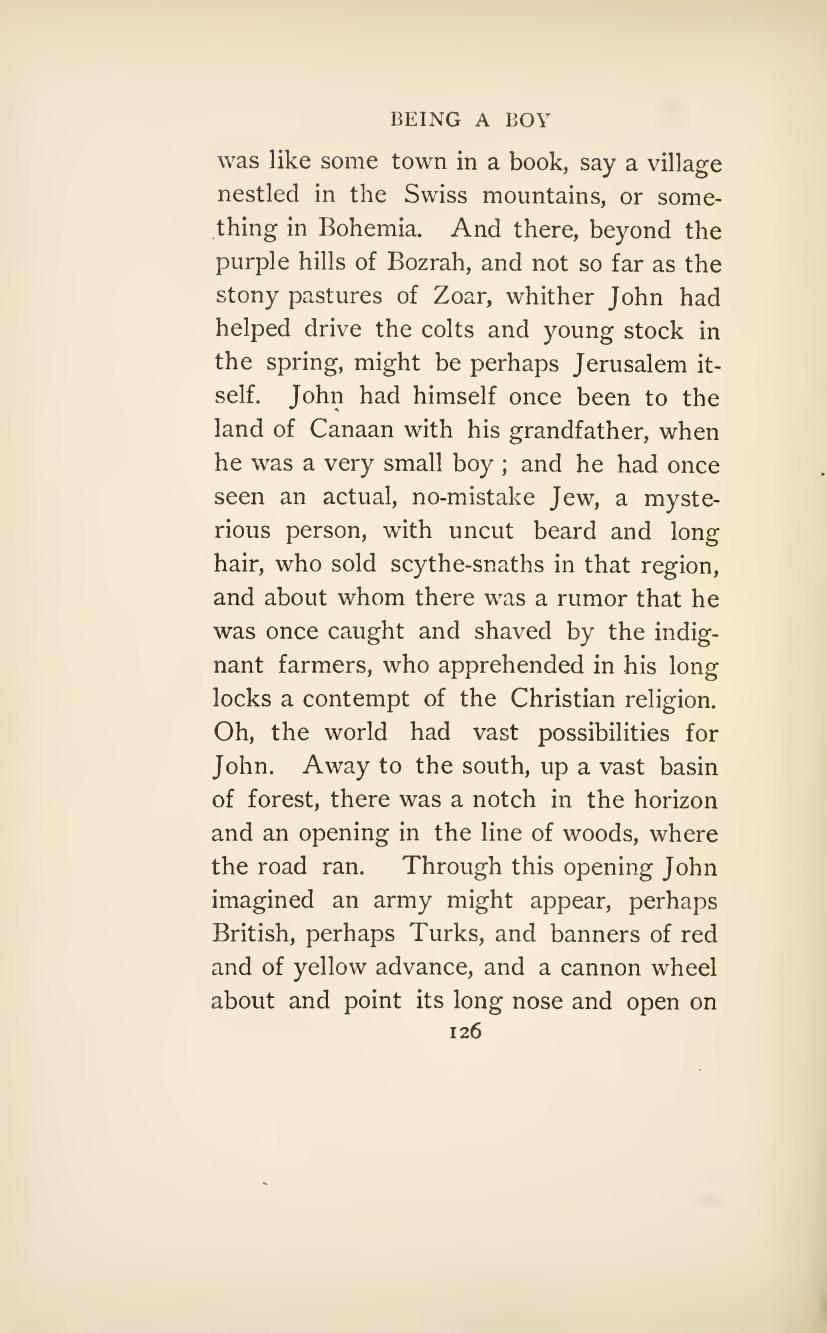 BEING A BOY
was like some town in a book, say a village
nestled in the Swiss mountains, or some-
thing in Bohemia. And there, beyond the
purple hills of Bozrah, and not so far as the
stony pastures of Zoar, whither John had
helped drive the colts and young stock in
the spring, might be perhaps Jerusalem it-
self. John had himself once been to the
land of Canaan with his grandfather, when
he was a very small boy ; and he had once
seen an actual, no-mistake Jew, a myste-
rious person, with uncut beard and long
hair, who sold scythe-snaths in that region,
and about whom there was a rumor that he
was once caught and shaved by the indig-
nant farmers, who apprehended in his long
locks a contempt of the Christian religion.
Oh, the world had vast possibilities for
John. Away to the south, up a vast basin
of forest, there was a notch in the horizon
and an opening in the line of woods, where
the road ran. Through this opening John
imagined an army might appear, perhaps
British, perhaps Turks, and banners of red
and of yellow advance, and a cannon wheel
about and point its long nose and open on
126